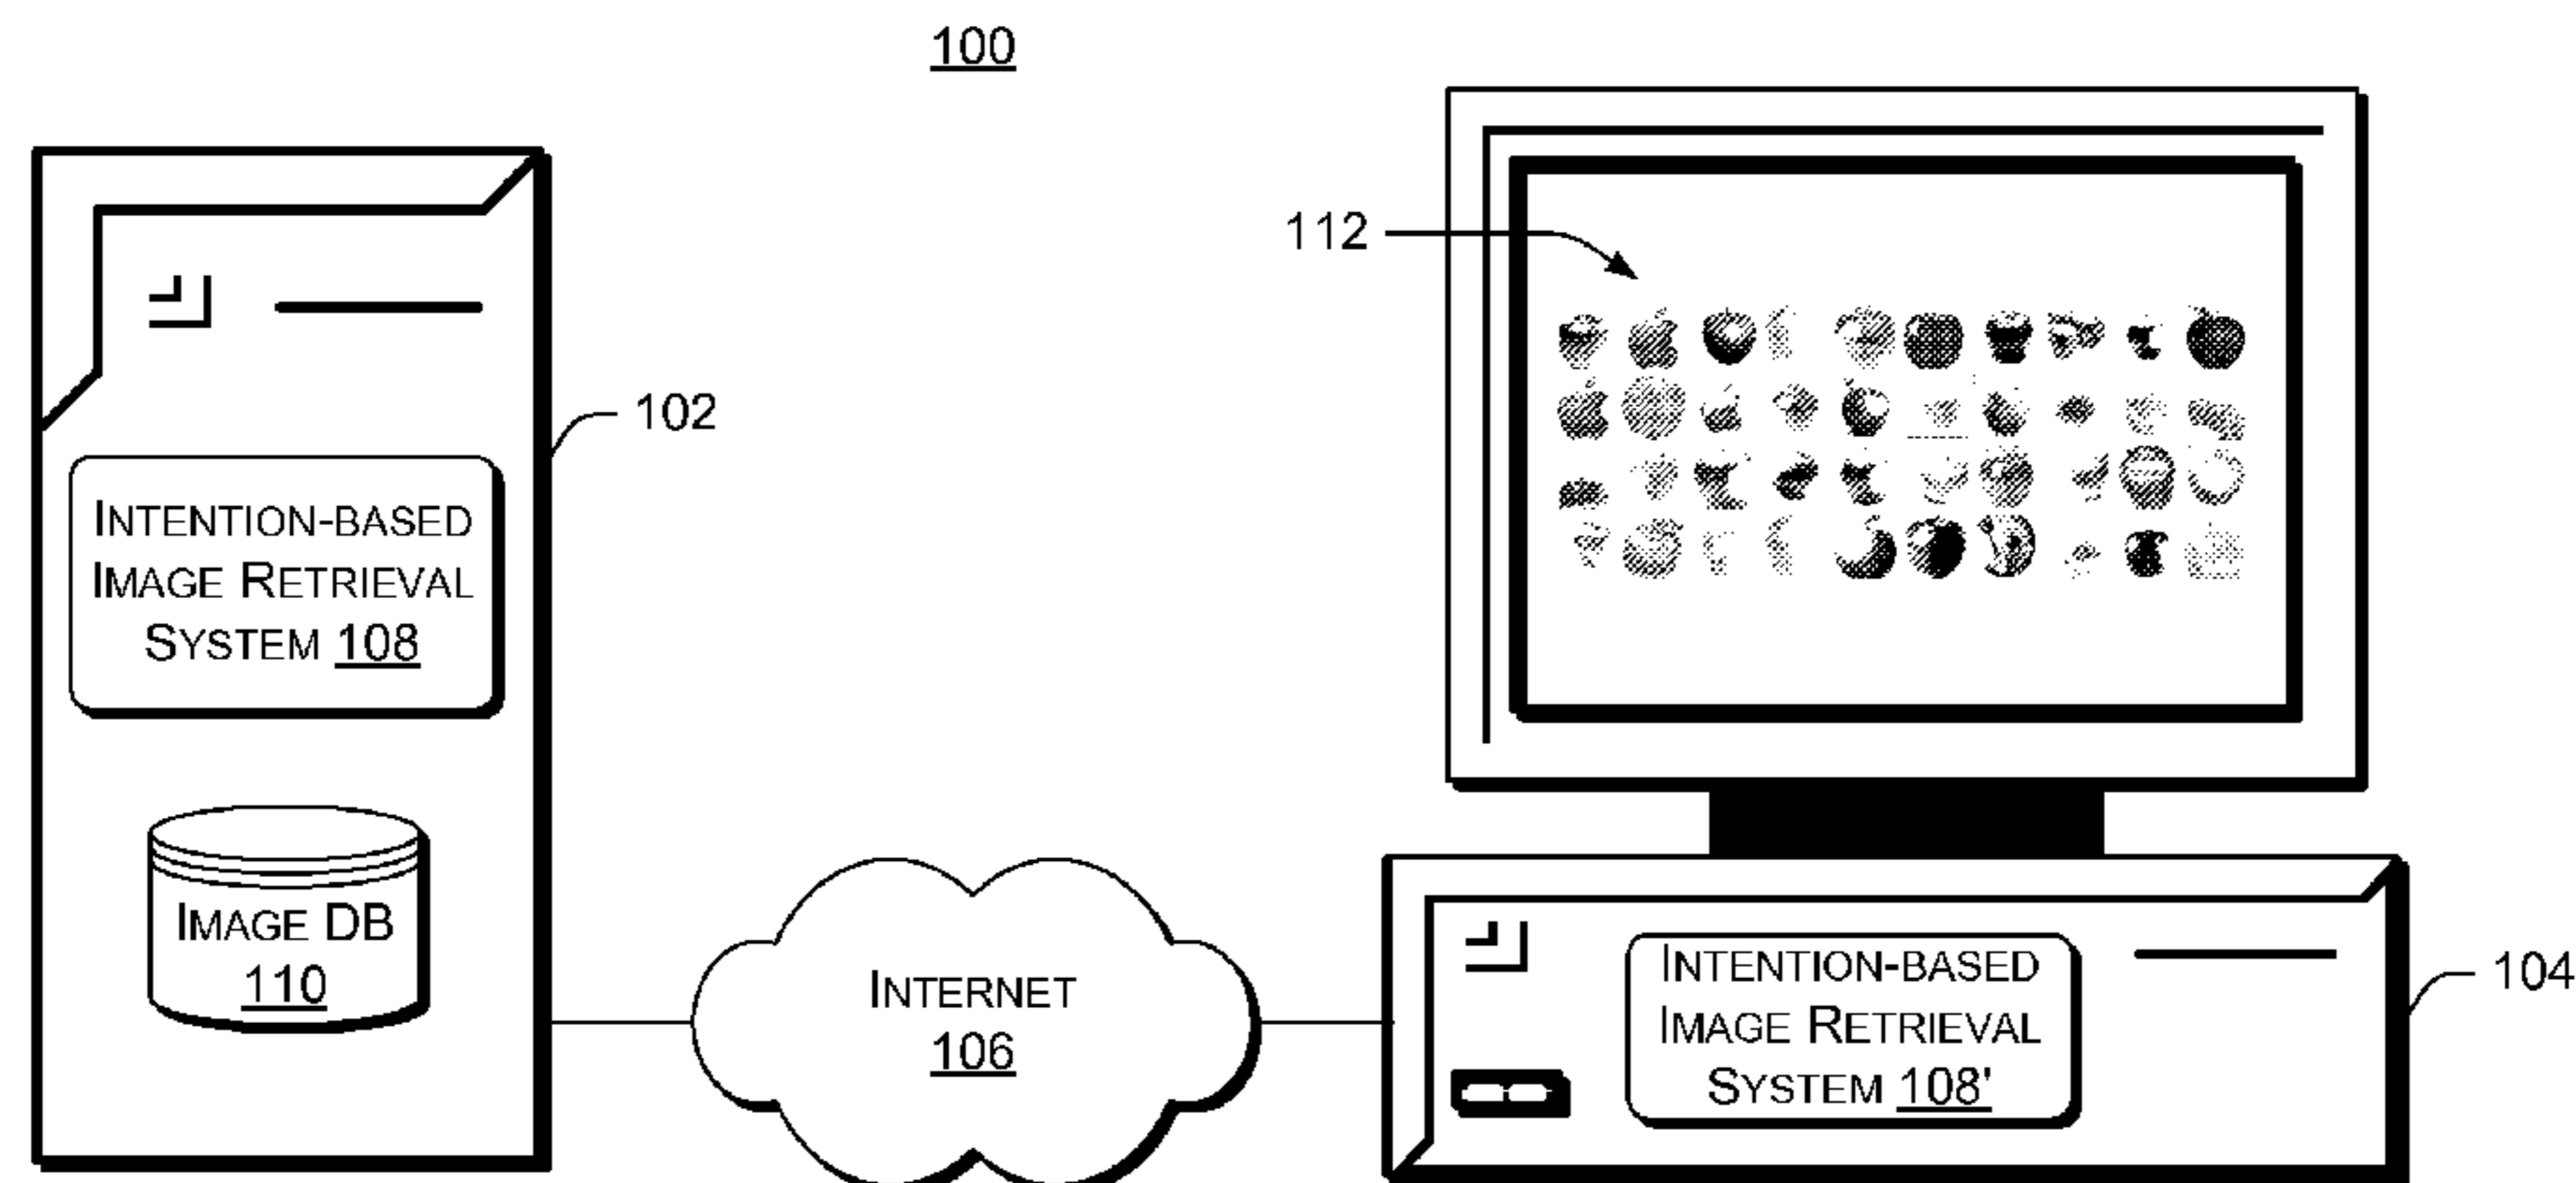 100
112
102
INTENTION-BASED
IMAGE RETRIEVAL
SYSTEM 108
IMAGE DB
110
INTERNET
106
INTENTION-BASED
IMAGE RETRIEVAL
SYSTEM 108'
104